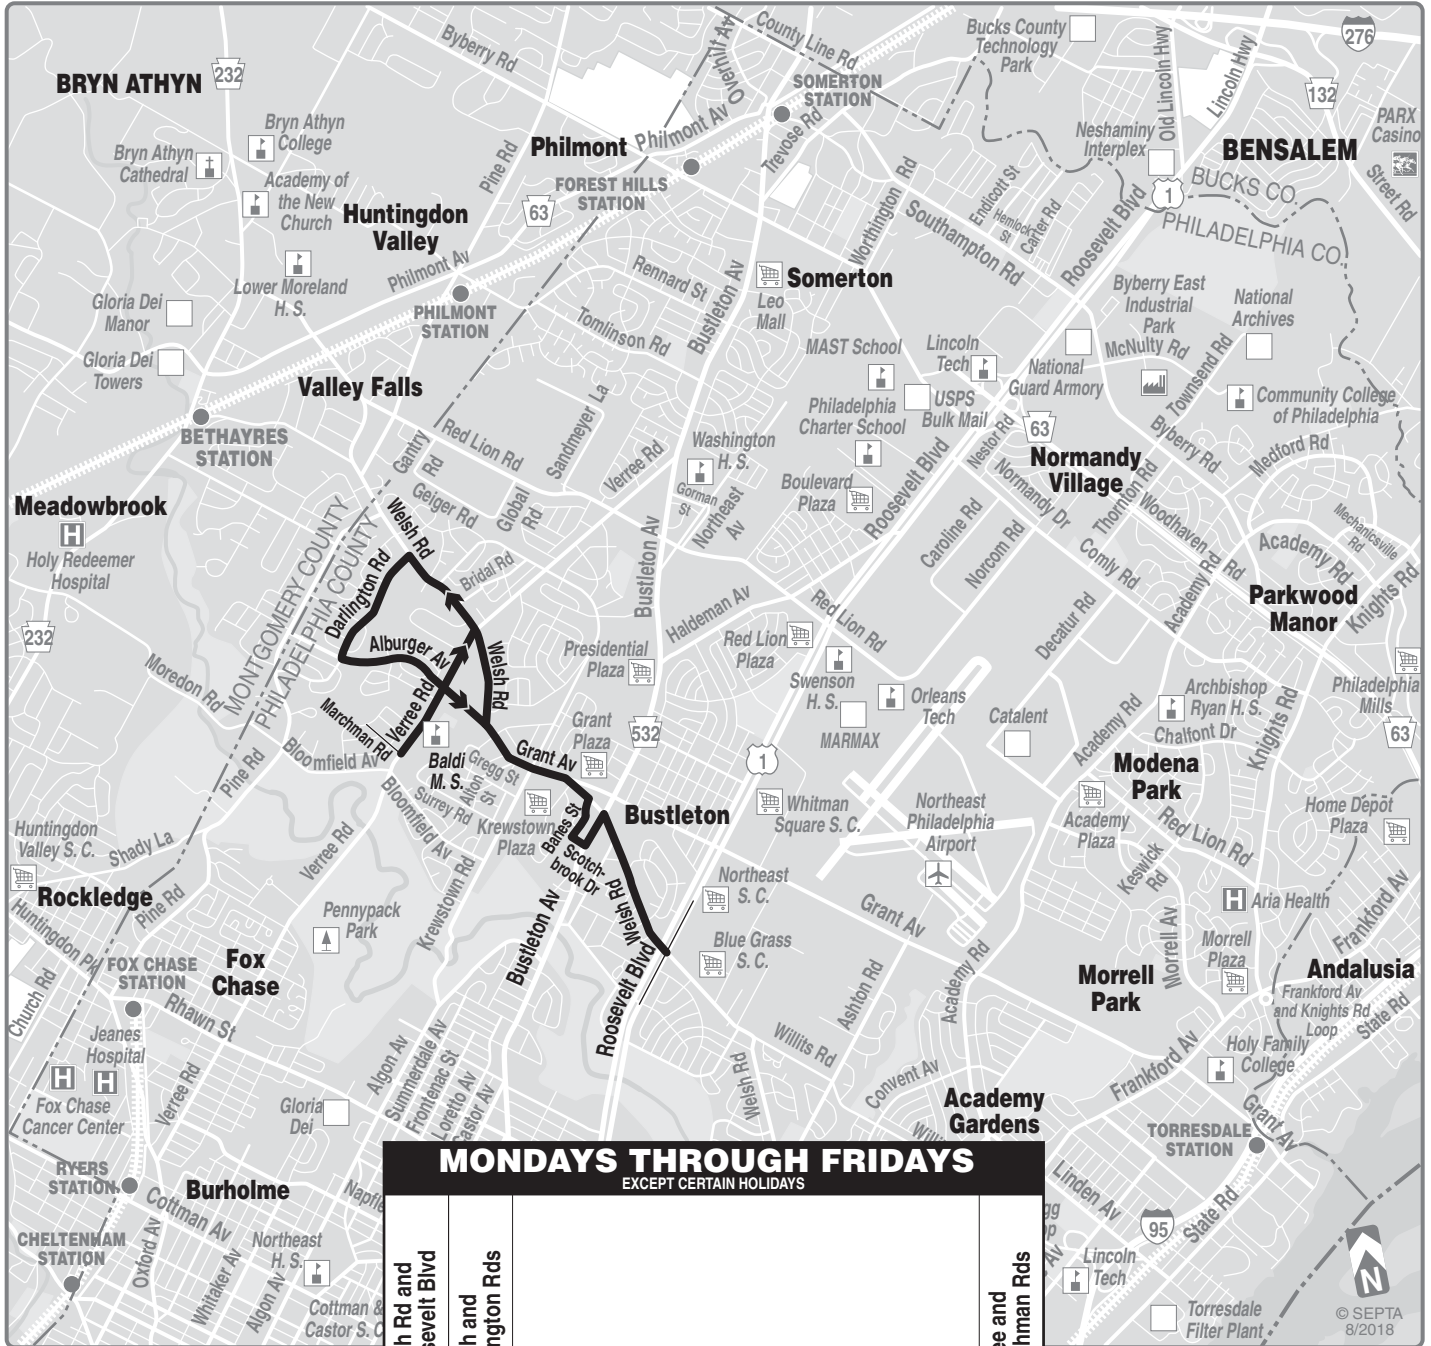 County Line Rd
Bucks County
Technology
Park
Old Lincoln Hwy
Lincoln Hwy
276
Byberry Rd
Overhill Av
SOMERTON
STATION
BRYN ATHYN
232
132
PARX
Casino
Bryn Athyn
College
Philmont
Philmont Av
Trevose Rd
Neshaminy
Interplex
BENSALEM
Bryn Athyn
Cathedral
Pine Rd
Street Rd
Academy of
the New
Church
FOREST HILLS
STATION
Worthington Rd
Endicott St
Hemlock
St
Carter Rd
Roosevelt Blvd
1
BUCKS CO.
PHILADELPHIA CO.
Huntingdon
Valley
63
Southampton Rd
Lower Moreland
H. S.
Philmont Av
Rennard St
Bustleton Av
Somerton
Leo
Mall
Byberry East
Industrial
Park
National
Archives
Gloria Dei
Manor
PHILMONT
STATION
Tomlinson Rd
MAST School
Lincoln
Tech
National
Guard Armory
McNulty Rd
Townsend Rd
Gloria Dei
Towers
Valley Falls
Sandmeyer La
Philadelphia
Charter School
USPS
Bulk Mail
Community College
of Philadelphia
BETHAYRES
STATION
Gantry
Rd
Red Lion Rd
Verree Rd
Washington
H. S.
Nestor Rd
63
Byberry Rd
Medford Rd
Normandy
Village
Meadowbrook
Holy Redeemer
Hospital
Geiger Rd
Global
Rd
Gorman
St
Northeast
Av
Boulevard
Plaza
Roosevelt Blvd
Normandy Dr
Thornton Rd
Woodhaven Rd
Mechanicsville
Rd
Academy Rd
MONTGOMERY COUNTY
PHILADELPHIA COUNTY
Welsh Rd
Bridal Rd
Bustleton Av
Caroline Rd
Norcom Rd
Comly Rd
Academy Rd
Parkwood
Manor
Knights Rd
Darlington Rd
Haldeman Av
Red Lion Rd
Decatur Rd
232
Alburger Av
Presidential
Plaza
Red Lion
Plaza
Moredon Rd
Welsh Rd
Swenson
H. S.
Orleans
Tech
Archbishop
Ryan H. S.
Philadelphia
Mills
Marchman Rd
Verree Rd
Grant
Plaza
532
MARMAX
Catalent
Academy Rd
Chalfont Dr
Knights Rd
63
Pine Rd
Bloomfield Av
Baldi
M. S.
Gregg St
Alton
St
Surrey Rd
Grant Av
1
Modena
Park
Huntingdon
Valley S. C.
Shady La
Verree Rd
Bloomfield Av
Krewstown
Plaza
Banes St
Scotch-
brook Dr
Bustleton
Whitman
Square S. C.
Northeast
Philadelphia
Airport
Academy
Plaza
Red Lion Rd
Home Depot
Plaza
Rockledge
Pine Rd
Pennypack
Park
Krewstown Rd
Welsh Rd
Northeast
S. C.
Grant Av
Keswick
Rd
Aria Health
Frankford Av
Huntingdon Pk
Church Rd
FOX CHASE
STATION
Fox
Chase
Bustleton Av
Roosevelt Blvd
Blue Grass
S. C.
Ashton Rd
Academy Rd
Morrell
Park
Morrell Av
Morrell
Plaza
Andalusia
Frankford Av
and Knights Rd
Loop
State Rd
Rhawn St
Jeanes
Hospital
Algon Av
Summerdale Av
Frontenac St
Loretto Av
Castor Av
Willits Rd
Welsh Rd
Convent Av
Frankford Av
Holy Family
College
Fox Chase
Cancer Center
Verree Rd
Gloria
Dei
Academy
Gardens
Grant Av
TORRESDALE
STATION
RYERS
STATION
Burholme
MONDAYS THROUGH FRIDAYS
EXCEPT CERTAIN HOLIDAYS
Linden Av
95
State Rd
Cottman Av
CHELTENHAM
STATION
Oxford Av
Whitaker Av
Algon Av
Northeast
H. S.
Lincoln
Tech
Cottman &
Castor S. C.
Torresdale
Filter Plant
N
© SEPTA
8/2018